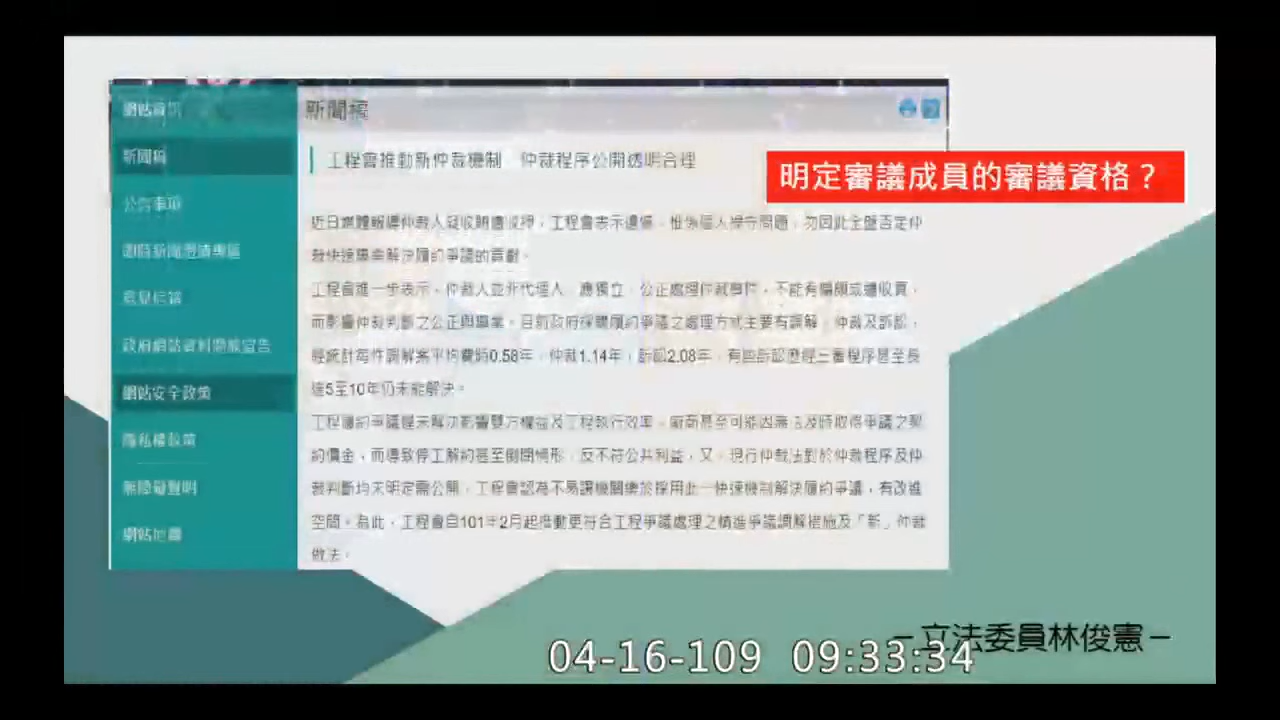 網站資訊
新聞稿
公告事項
即時新聞澄清專區
意見信箱
政府網站資料開放宣告
網站安全政策
隱私權政策
無障礙聲明
網站地圖
新聞稿
工程會推動新仲裁機制 仲裁程序公開透明合理
明定審議成員的審議資格？
近日媒體報導仲裁人疑收賄遭收押，工程會表示遺憾，惟係個人操守問題，勿因此全盤否定仲
裁快速專業解決履約爭議的貢獻。
工程會進一步表示，仲裁人並非代理人，應獨立、公正處理仲裁事件，不能有偏頗或遭收買，
而影響仲裁判斷之公正與專業。目前政府採購履約爭議之處理方式主要有調解、仲裁及訴訟，
經統計每件調解案平均費時0.58年，仲裁1.14年，訴訟2.08年，有些訴訟歷經三審程序甚至長
達5至10年仍未能解決。
工程履約爭議遲未解決影響雙方權益及工程執行效率，廠商甚至可能因無法及時取得爭議之契
約價金，而導致停工解約甚至倒閉情形，反不符公共利益，又，現行仲裁法對於仲裁程序及仲
裁判斷均未明定需公開，工程會認為不易讓機關樂於採用此一快速機制解決履約爭議，有改進
空間。為此，工程會自101年2月起推動更符合工程爭議處理之精進爭議調解措施及「新」仲裁
做法。
–立法委員林俊憲–
04-16-109 09:33:34